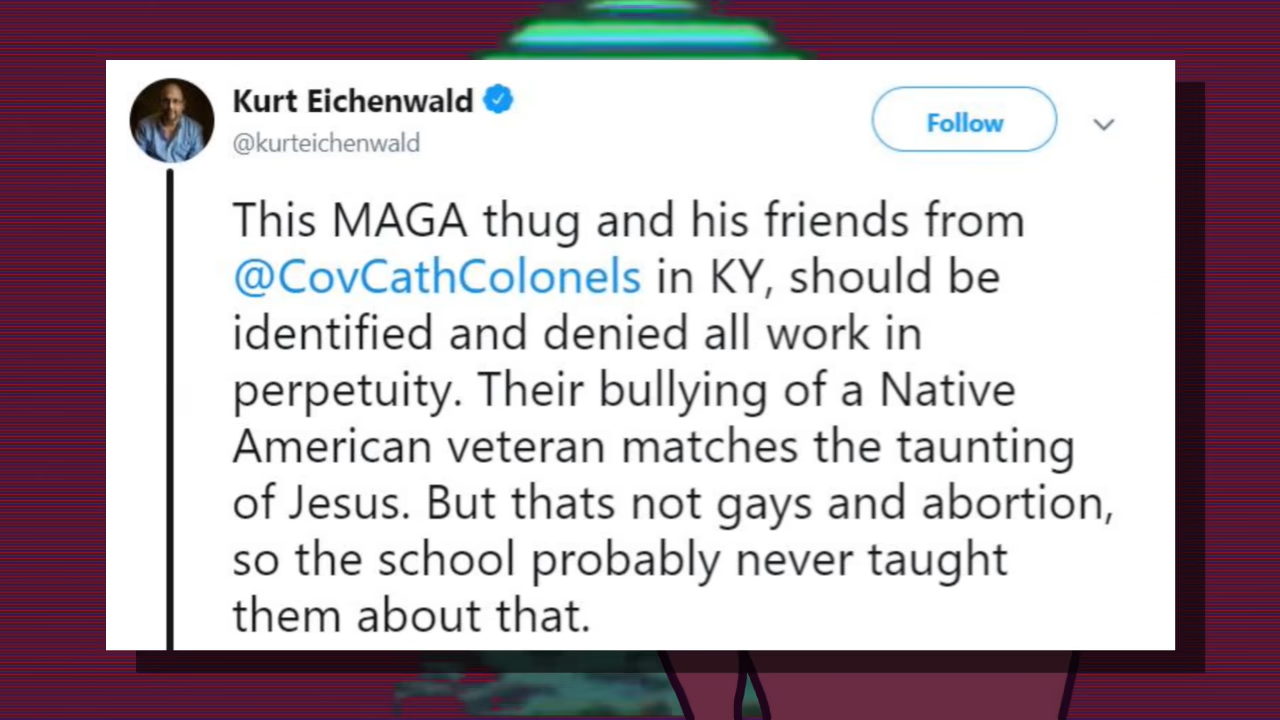 Kurt Eichenwald
@kurteichenwald
Follow
This MAGA thug and his friends from
@CovCathColonels in KY, should be
identified and denied all work in
perpetuity. Their bullying of a Native
American veteran matches the taunting
of Jesus. But thats not gays and abortion,
so the school probably never taught
them about that.